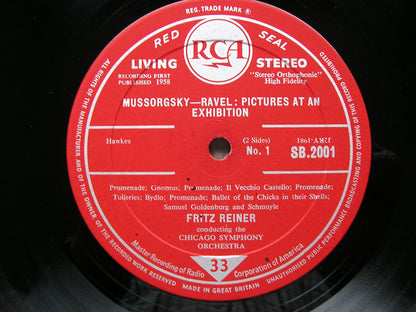 REG. TRADE MARK
RED SEAL
RCA
LIVING STEREO
RECORDING FIRST PUBLISHED 1958
"Stereo Orthophonic" High Fidelity
MUSSORGSKY—RAVEL : PICTURES AT AN
EXHIBITION
Hawkes
(2 Sides)
No. 1
SB.2001
Promenade; Gnomus; Promenade; Il Vecchio Castello; Promenade;
Tuileries; Bydlo; Promenade; Ballet of the Chicks in their Shells;
Samuel Goldenburg and Schmuyle
FRITZ REINER
conducting the
CHICAGO SYMPHONY
ORCHESTRA
33
Master Recording of Radio Corporation of America
MADE IN GREAT BRITAIN
ALL RIGHTS OF THE MANUFACTURER AND OF THE OWNER OF THE RECORDED WORK RESERVED
UNAUTHORISED PUBLIC PERFORMANCE BROADCASTING AND COPYING OF THIS RECORD PROHIBITED